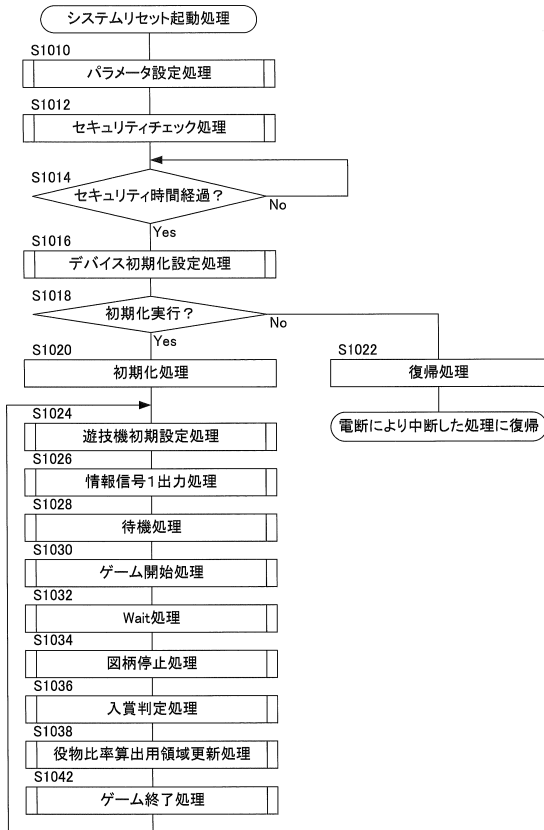 システムリセット起動処理
S1010
パラメータ設定処理
S1012
セキュリティチェック処理
S1014
セキュリティ時間経過？
No
Yes
S1016
デバイス初期化設定処理
S1018
初期化実行？
No
Yes
S1020
初期化処理
S1022
復帰処理
電断により中断した処理に復帰
S1024
遊技機初期設定処理
S1026
情報信号1出力処理
S1028
待機処理
S1030
ゲーム開始処理
S1032
Wait処理
S1034
図柄停止処理
S1036
入賞判定処理
S1038
役物比率算出用領域更新処理
S1042
ゲーム終了処理